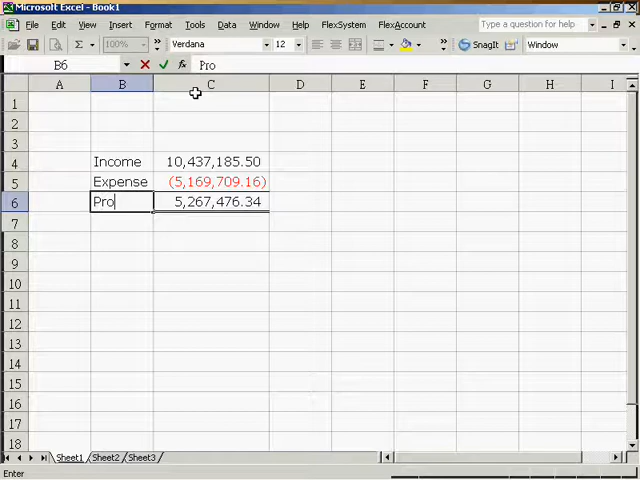 Microsoft Excel - Book1
File Edit View Insert Format Tools Data Window Help FlexSystem FlexAccount Type a question for help
Σ 100% Verdana 12 SnagIt Window
B6 fx Pro
A B C D E F G H I
1
2
3
4 Income 10,437,185.50
5 Expense (5,169,709.16)
6 Pro 5,267,476.34
7
8
9
10
11
12
13
14
15
16
17
18
Sheet1 Sheet2 Sheet3
Enter